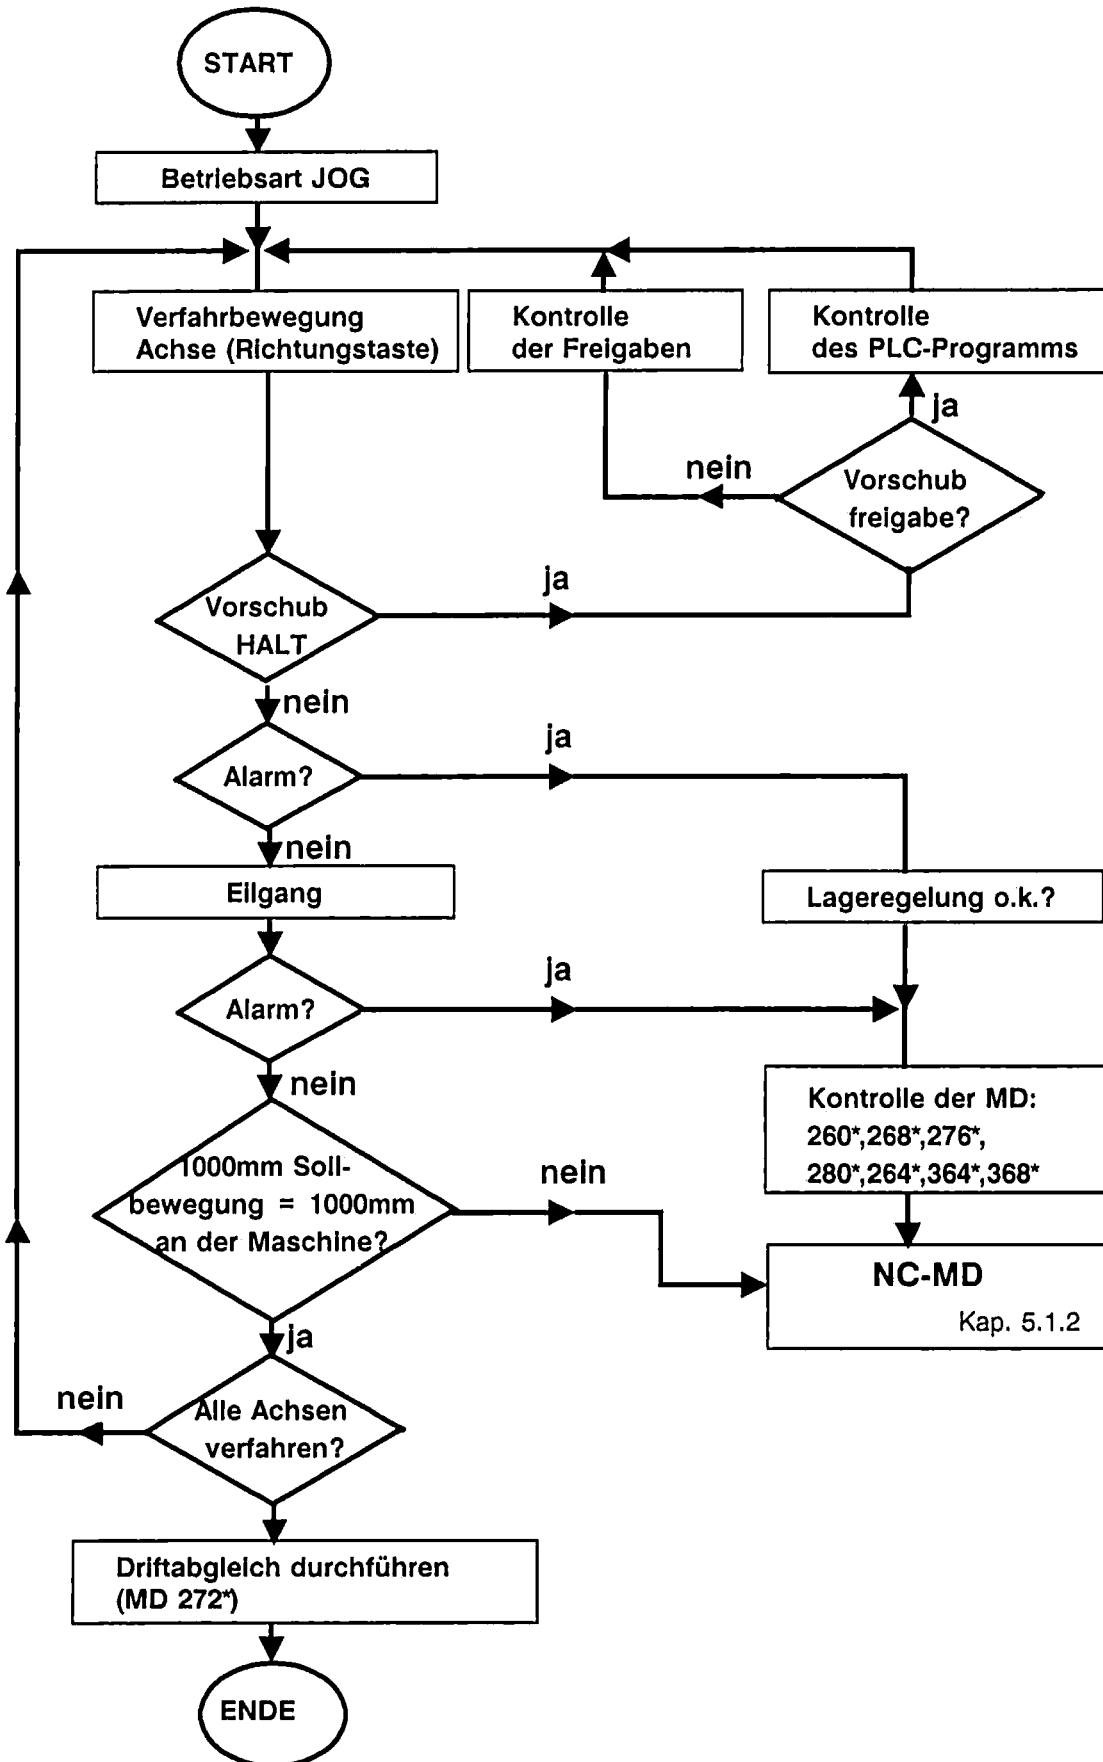 START
Betriebsart JOG
Verfahrbewegung
Achse (Richtungstaste)
Kontrolle
der Freigaben
Kontrolle
des PLC-Programms
ja
nein
Vorschub
freigabe?
Vorschub
HALT
ja
nein
Alarm?
ja
nein
Eilgang
Lageregelung o.k.?
Alarm?
ja
nein
Kontrolle der MD:
260*,268*,276*,
280*,264*,364*,368*
1000mm Soll-
bewegung = 1000mm
an der Maschine?
nein
NC-MD
Kap. 5.1.2
ja
Alle Achsen
verfahren?
nein
Driftabgleich durchführen
(MD 272*)
ENDE